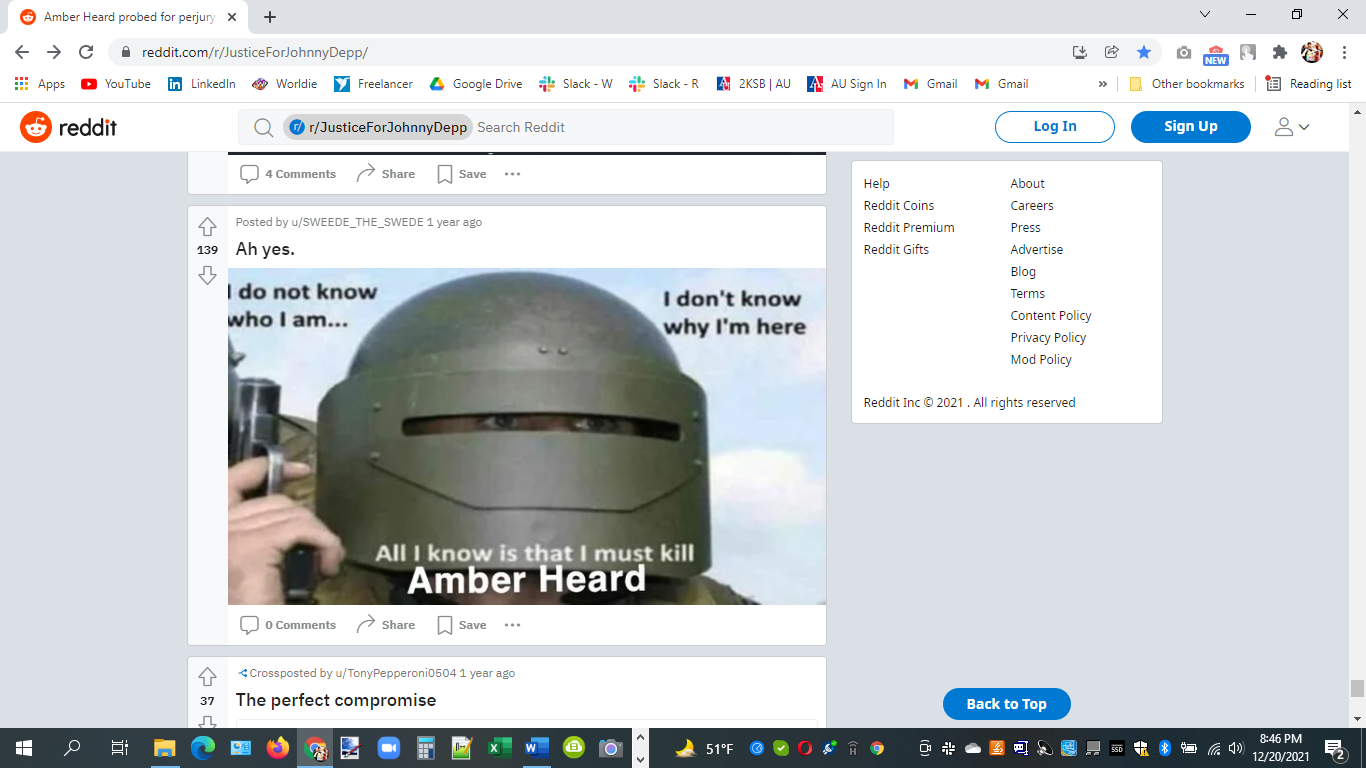 Amber Heard probed for perjury
reddit.com/r/JusticeForJohnnyDepp/
NEW
Apps YouTube LinkedIn Worldie Freelancer Google Drive Slack - W Slack - R 2KSB | AU AU Sign In Gmail Gmail » Other bookmarks Reading list
reddit r/JusticeForJohnnyDepp Search Reddit Log In Sign Up
4 Comments Share Save
Help About
Reddit Coins Careers
Reddit Premium Press
Reddit Gifts Advertise
Blog
Terms
Content Policy
Privacy Policy
Mod Policy
Reddit Inc © 2021 . All rights reserved
Posted by u/SWEEDE_THE_SWEDE 1 year ago
139
Ah yes.
I do not know
who I am...
I don't know
why I'm here
All I know is that I must kill
Amber Heard
0 Comments Share Save
Crossposted by u/TonyPepperoni0504 1 year ago
37
The perfect compromise
Back to Top
51°F
8:46 PM
12/20/2021
2